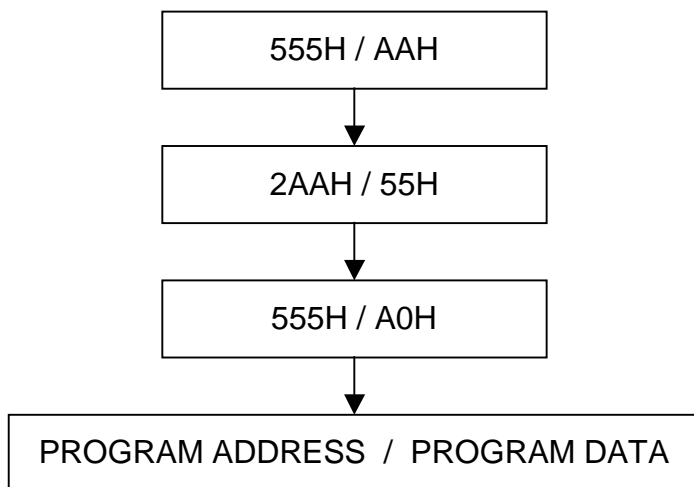 555H / AAH
2AAH / 55H
555H / A0H
PROGRAM ADDRESS / PROGRAM DATA